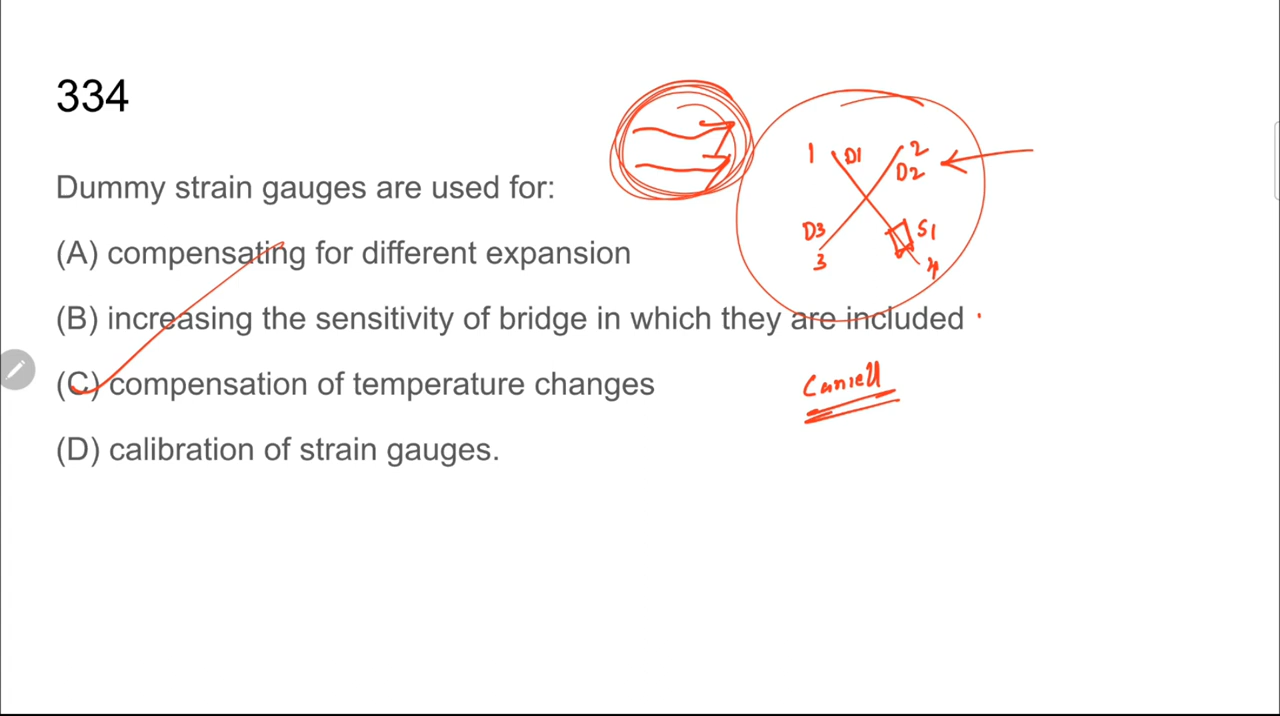 334
1 D1 2
D2
Dummy strain gauges are used for:
D3 S1
3 4
(A) compensating for different expansion
(B) increasing the sensitivity of bridge in which they are included
(C) compensation of temperature changes
(D) calibration of strain gauges.